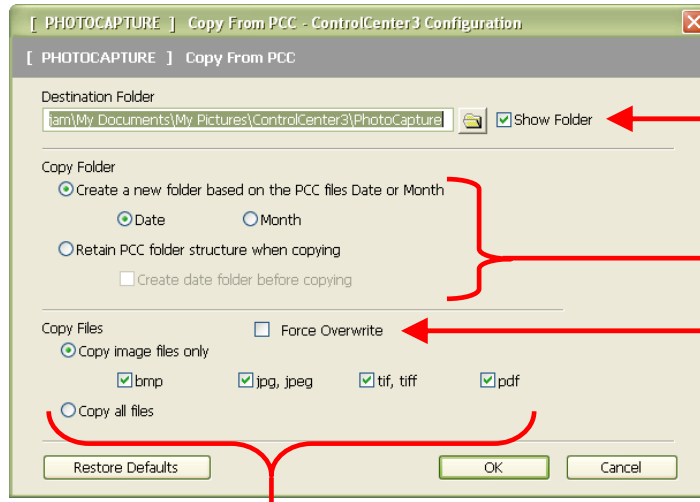 [ PHOTOCAPTURE ] Copy From PCC - ControlCenter3 Configuration
[ PHOTOCAPTURE ] Copy From PCC
Destination Folder
iam\My Documents\My Pictures\ControlCenter3\PhotoCapture Show Folder
Copy Folder
Create a new folder based on the PCC files Date or Month
Date Month
Retain PCC folder structure when copying
Create date folder before copying
Copy Files Force Overwrite
Copy image files only
bmp jpg, jpeg tif, tiff pdf
Copy all files
Restore Defaults OK Cancel